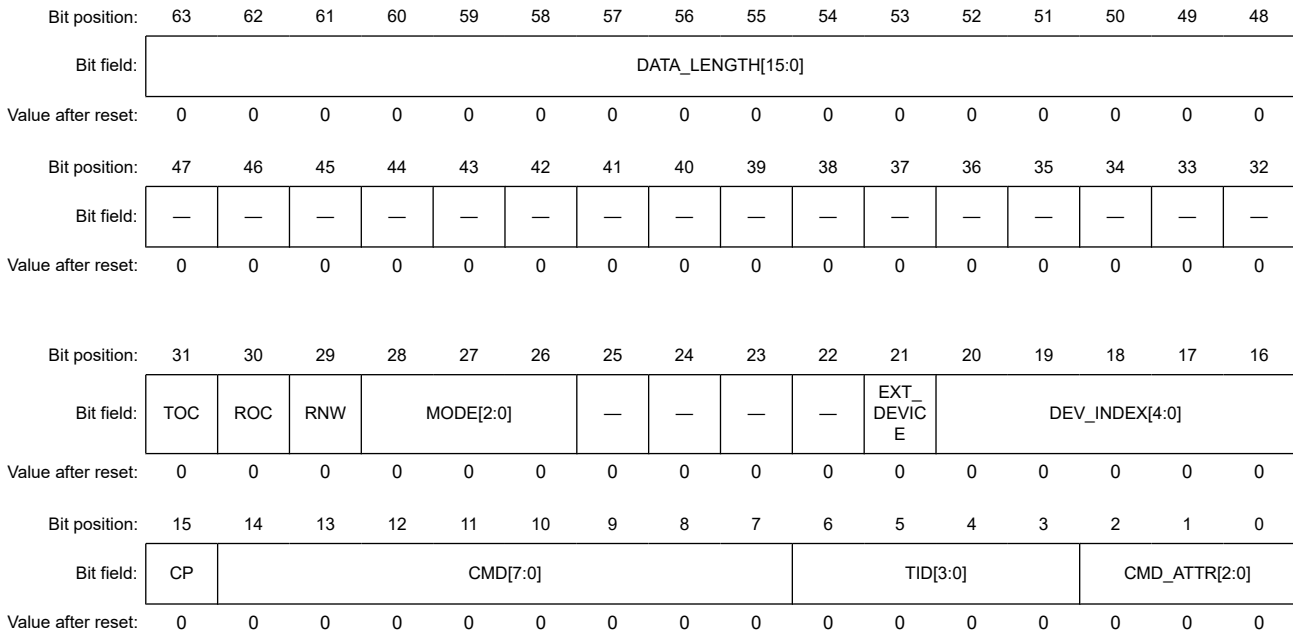 Bit position: 63 62 61 60 59 58 57 56 55 54 53 52 51 50 49 48
Bit field: DATA_LENGTH[15:0]
Value after reset: 0 0 0 0 0 0 0 0 0 0 0 0 0 0 0 0
Bit position: 47 46 45 44 43 42 41 40 39 38 37 36 35 34 33 32
Bit field: — — — — — — — — — — — — — — — —
Value after reset: 0 0 0 0 0 0 0 0 0 0 0 0 0 0 0 0
Bit position: 31 30 29 28 27 26 25 24 23 22 21 20 19 18 17 16
Bit field: TOC ROC RNW MODE[2:0] — — — — EXT_
DEVIC
E DEV_INDEX[4:0]
Value after reset: 0 0 0 0 0 0 0 0 0 0 0 0 0 0 0 0
Bit position: 15 14 13 12 11 10 9 8 7 6 5 4 3 2 1 0
Bit field: CP CMD[7:0] TID[3:0] CMD_ATTR[2:0]
Value after reset: 0 0 0 0 0 0 0 0 0 0 0 0 0 0 0 0